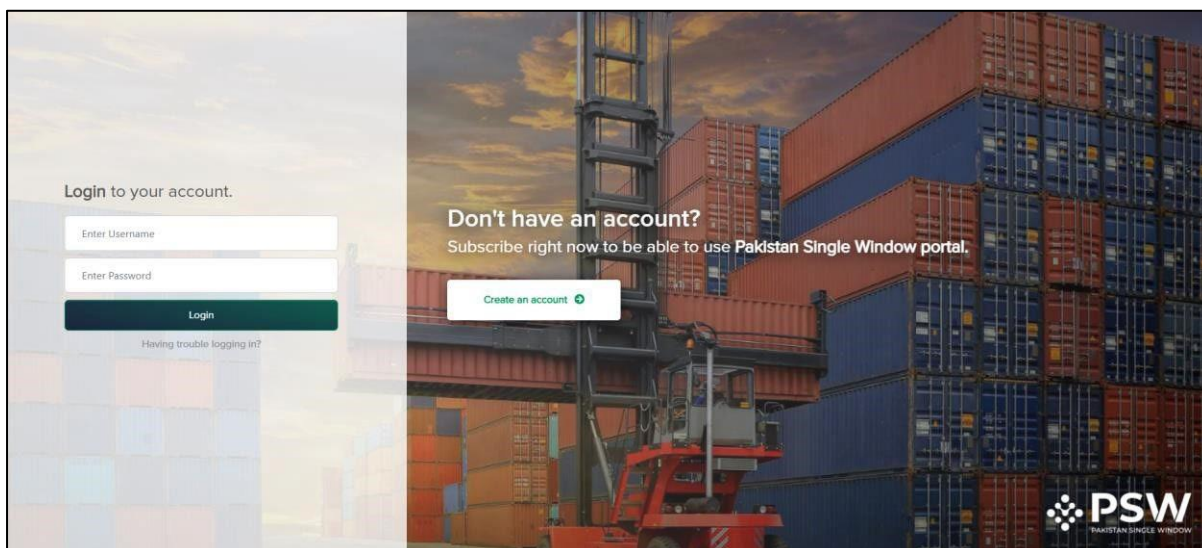 Login to your account.
Enter Username
Enter Password
Login
Having trouble logging in?
Don't have an account?
Subscribe right now to be able to use Pakistan Single Window portal.
Create an account
PSW
PAKISTAN SINGLE WINDOW